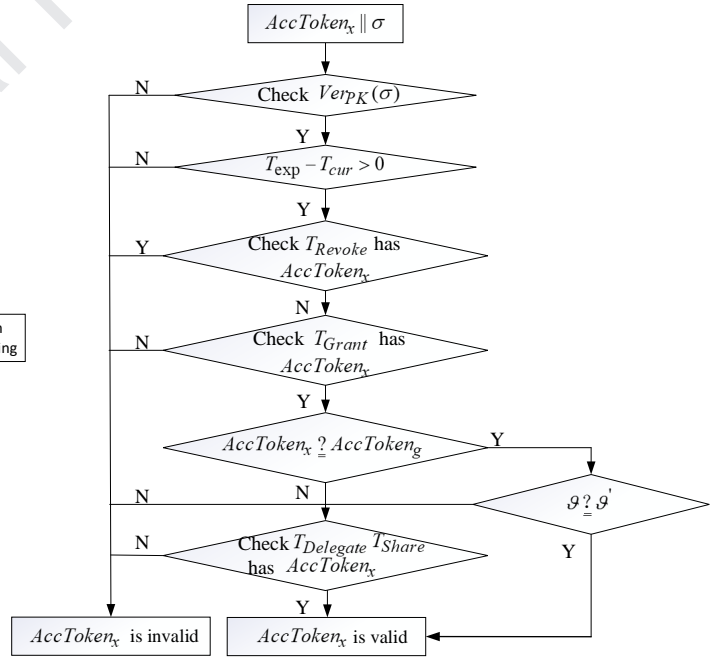 AccToken_x || σ
N
Check Ver_PK(σ)
Y
N
T_exp − T_cur > 0
Y
Y
Check T_Revoke has
AccToken_x
N
N
Check T_Grant has
AccToken_x
Y
AccToken_x ≟ AccToken_g
Y
N
N
ϑ ≟ ϑ'
N
Check T_Delegate T_Share
has AccToken_x
Y
Y
AccToken_x is invalid
AccToken_x is valid